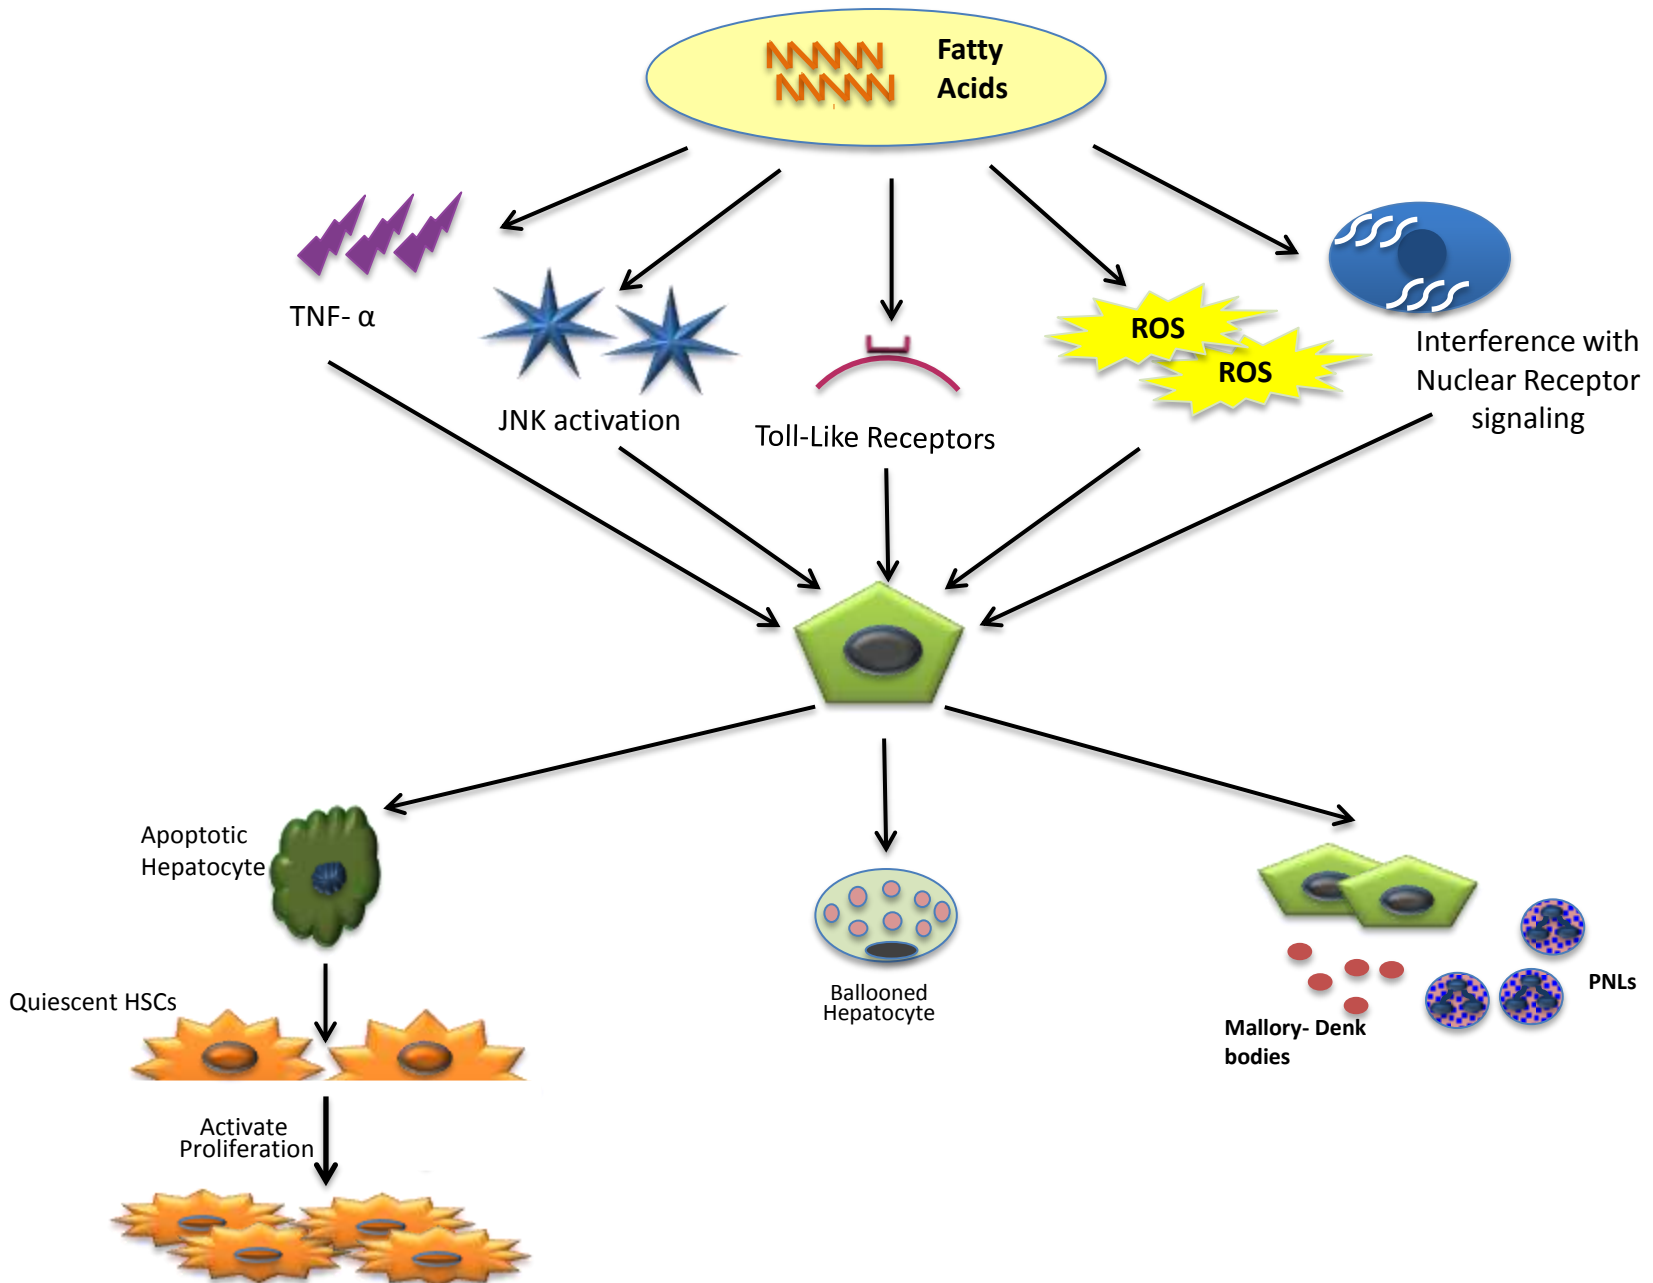 Fatty
Acids
TNF- α
JNK activation
Toll-Like Receptors
ROS
ROS
Interference with
Nuclear Receptor
signaling
Apoptotic
Hepatocyte
Quiescent HSCs
Activate
Proliferation
Ballooned
Hepatocyte
PNLs
Mallory- Denk
bodies